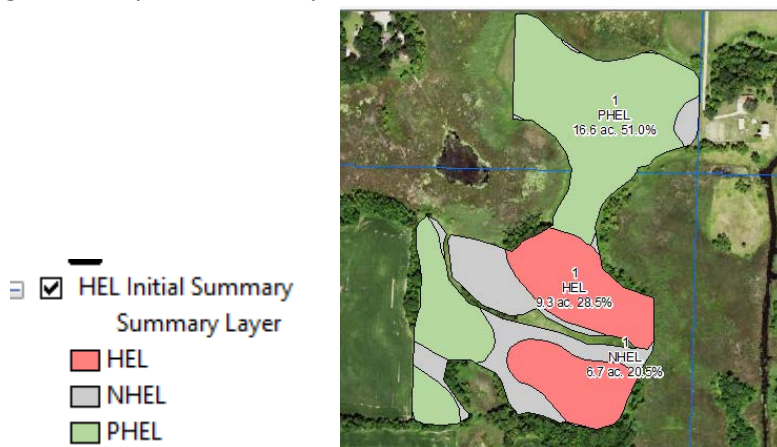 HEL Initial Summary
Summary Layer
HEL
NHEL
PHEL
1
PHEL
16.6 ac. 51.0%
1
HEL
9.3 ac. 28.5%
1
NHEL
6.7 ac. 20.5%